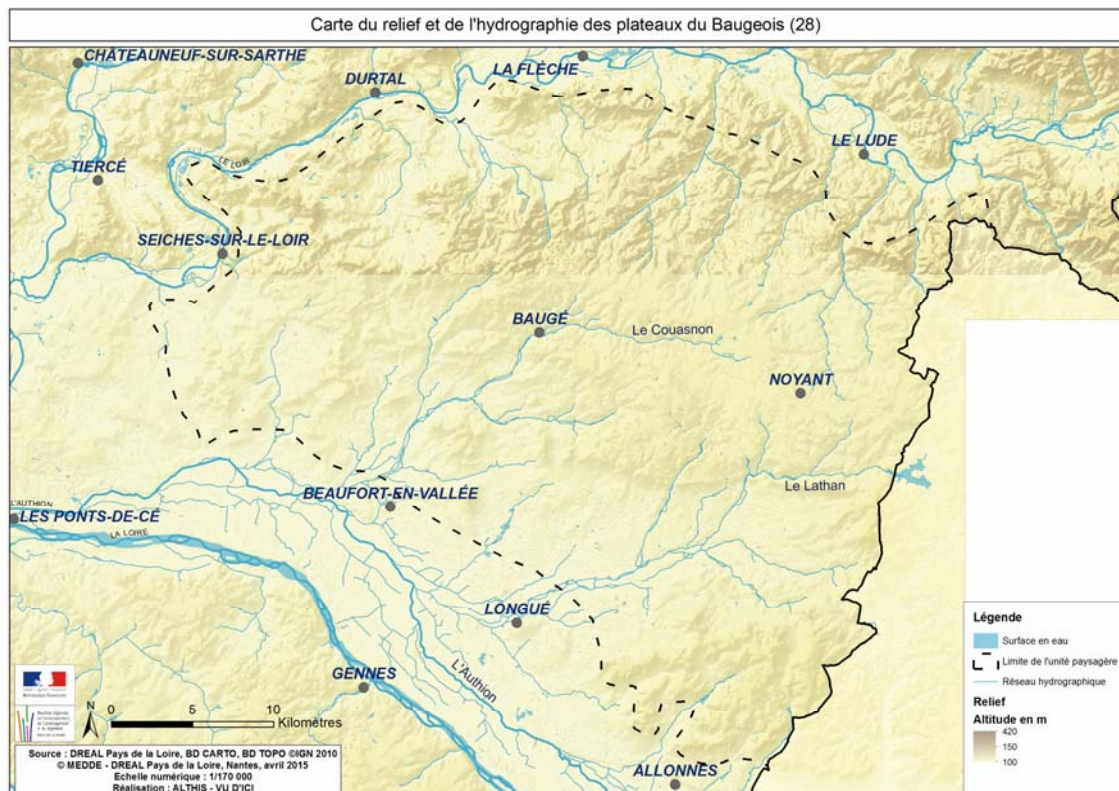 Carte du relief et de l'hydrographie des plateaux du Baugeois (28)
CHÂTEAUNEUF-SUR-SARTHE
LA FLÈCHE
DURTAL
LE LUDE
LE LOIR
TIERCÉ
SEICHES-SUR-LE-LOIR
BAUGÉ
Le Couasnon
NOYANT
Le Lathan
BEAUFORT-EN-VALLÉE
L'AUTHION
LES PONTS-DE-CÉ
LA LOIRE
LONGUÉ
L'Authion
GENNES
ALLONNES
Légende
Surface en eau
Limite de l'unité paysagère
Réseau hydrographique
Relief
Altitude en m
420
150
100
N
0 5 10
Kilomètres
Source : DREAL Pays de la Loire, BD CARTO, BD TOPO ©IGN 2010
© MEDDE - DREAL Pays de la Loire, Nantes, avril 2015
Echelle numérique : 1/170 000
Réalisation : ALTHIS - VU D'ICI